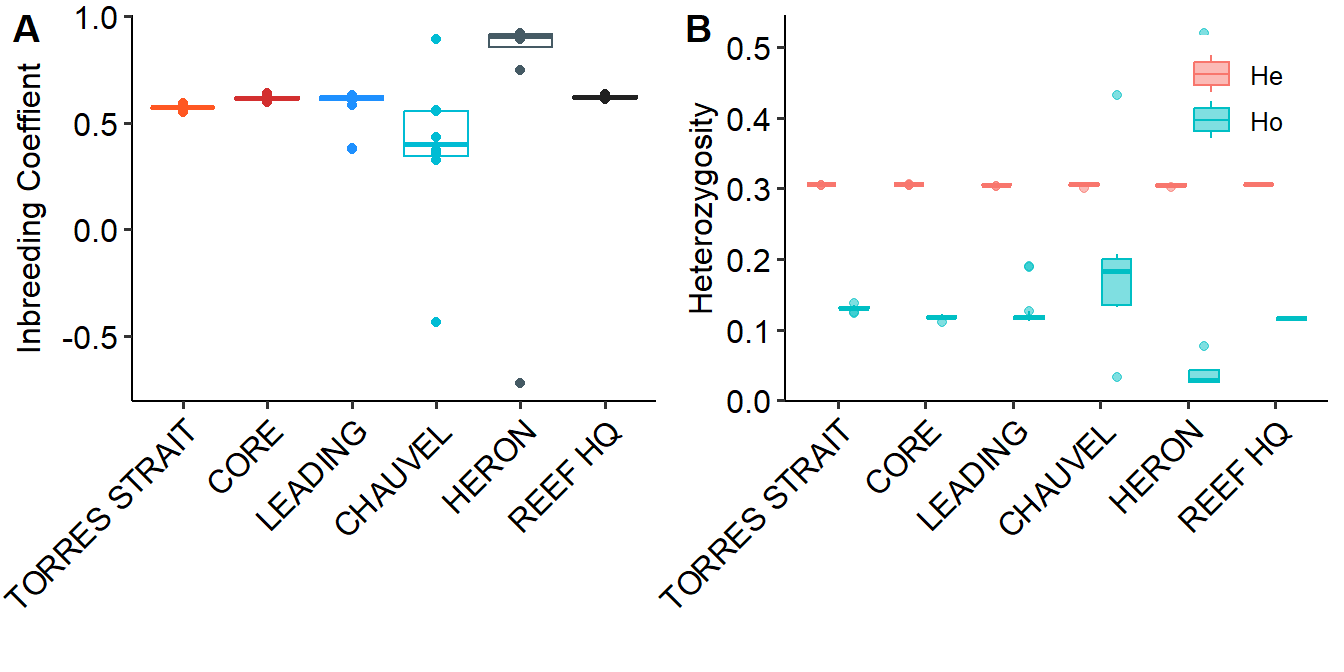 A
Inbreeding Coeffient
1.0
0.5
0.0
-0.5
TORRES STRAIT
CORE
LEADING
CHAUVEL
HERON
REEF HQ
B
Heterozygosity
0.5
0.4
0.3
0.2
0.1
0.0
He
Ho
TORRES STRAIT
CORE
LEADING
CHAUVEL
HERON
REEF HQ